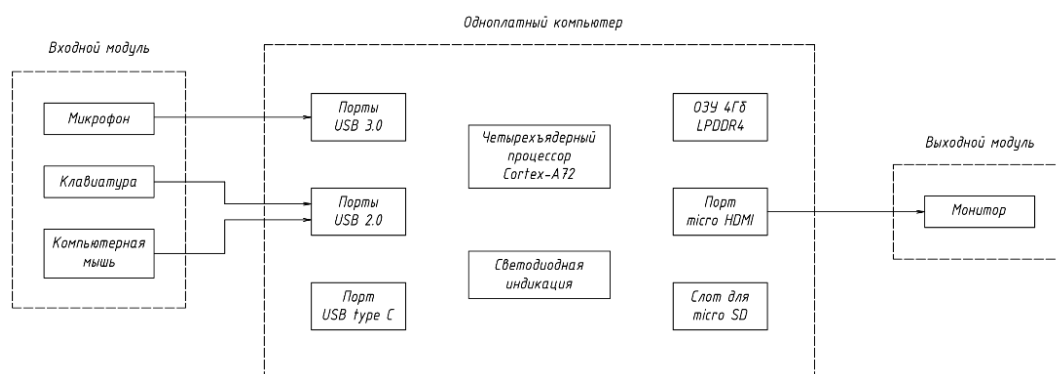 Одноплатный компьютер
Входной модуль
Микрофон
Клавиатура
Компьютерная
мышь
Порты
USB 3.0
Порты
USB 2.0
Порт
USB type C
Четырехъядерный
процессор
Cortex-A72
Светодиодная
индикация
ОЗУ 4Гб
LPDDR4
Порт
micro HDMI
Слот для
micro SD
Выходной модуль
Монитор